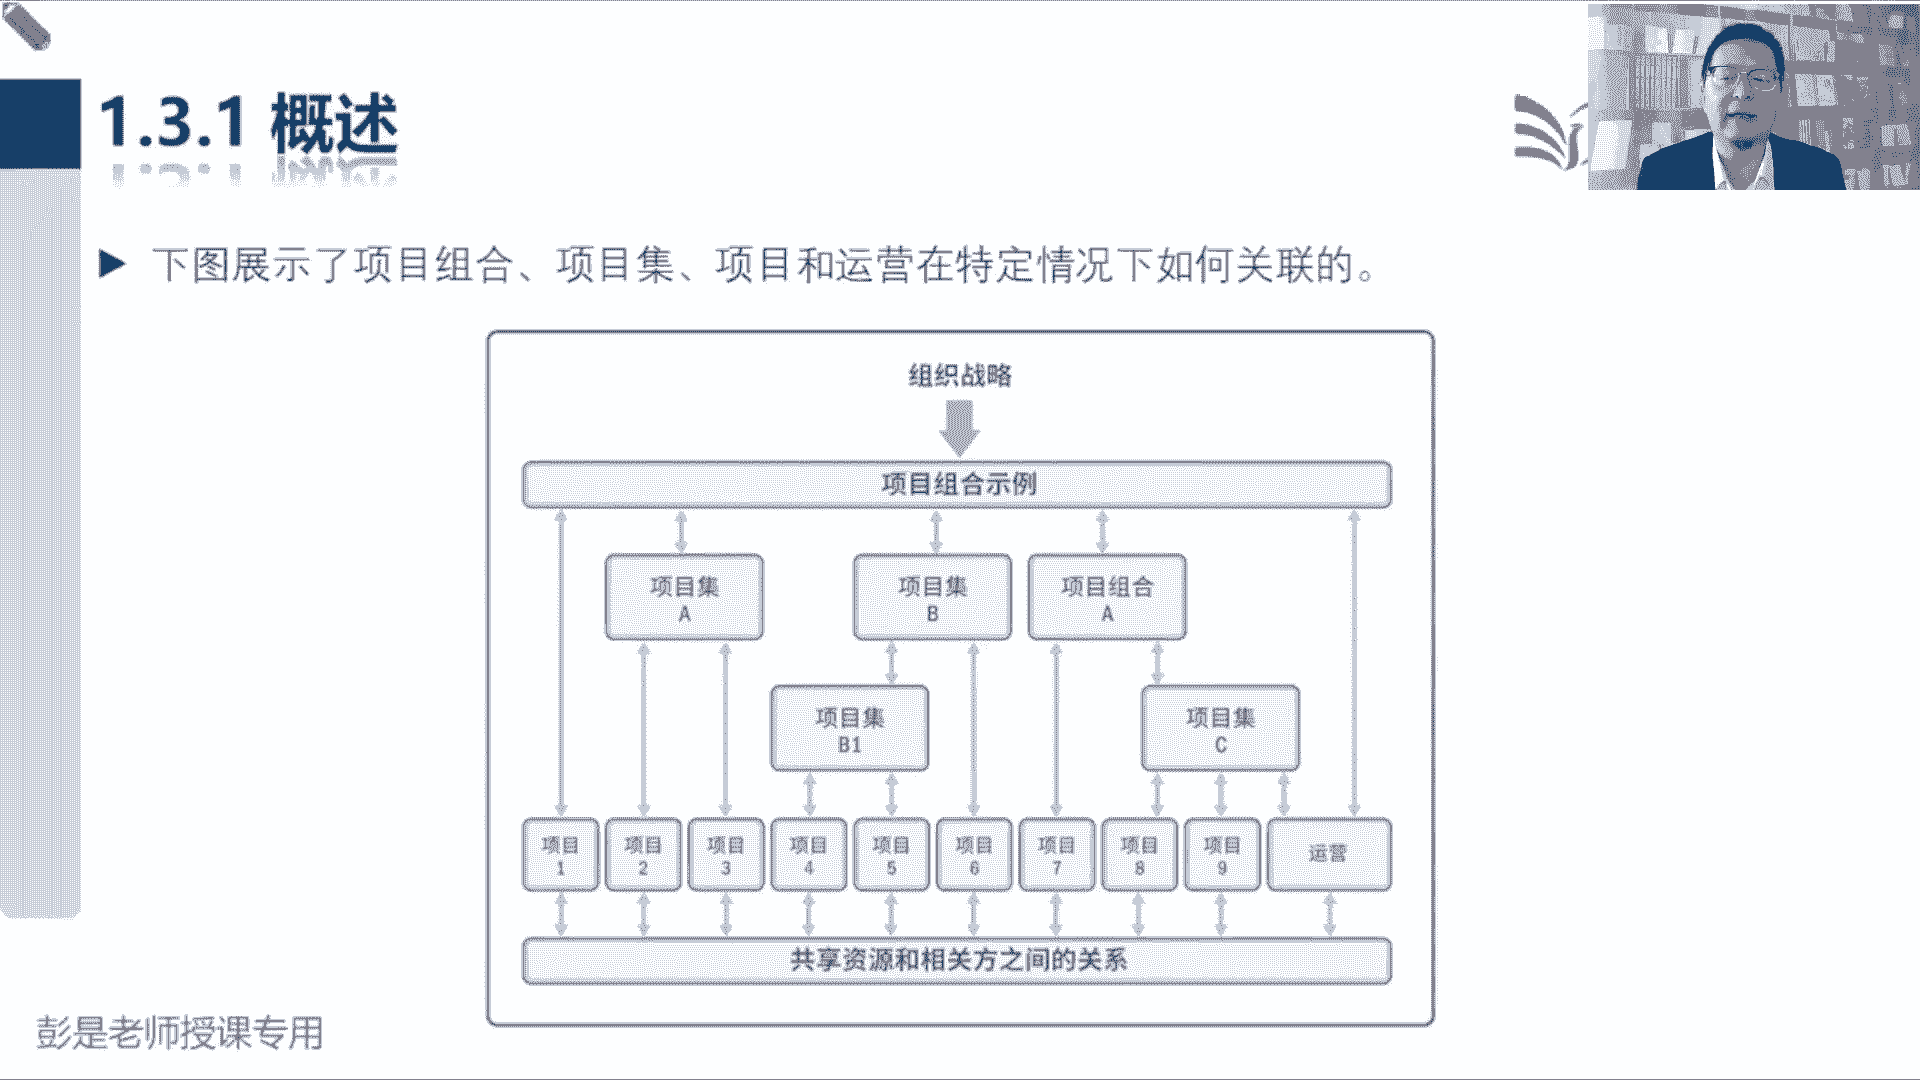 1.3.1 概述
下图展示了项目组合、项目集、项目和运营在特定情况下如何关联的。
组织战略
项目组合示例
项目集
A
项目集
B
项目组合
A
项目集
B1
项目集
C
项目
1
项目
2
项目
3
项目
4
项目
5
项目
6
项目
7
项目
8
项目
9
运营
共享资源和相关方之间的关系
彭是老师授课专用